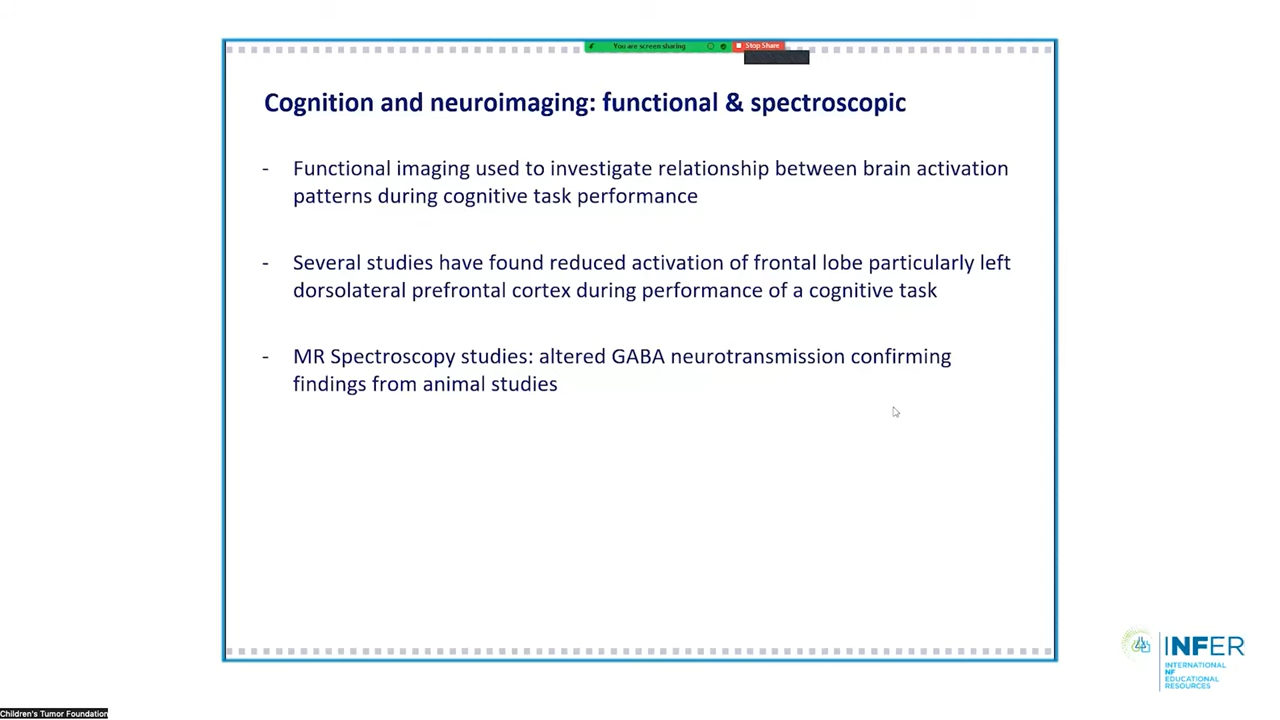 You are screen sharing
Stop Share
Cognition and neuroimaging: functional & spectroscopic
- Functional imaging used to investigate relationship between brain activation
patterns during cognitive task performance
- Several studies have found reduced activation of frontal lobe particularly left
dorsolateral prefrontal cortex during performance of a cognitive task
- MR Spectroscopy studies: altered GABA neurotransmission confirming
findings from animal studies
INFER
INTERNATIONAL
NF
EDUCATIONAL
RESOURCES
Children's Tumor Foundation